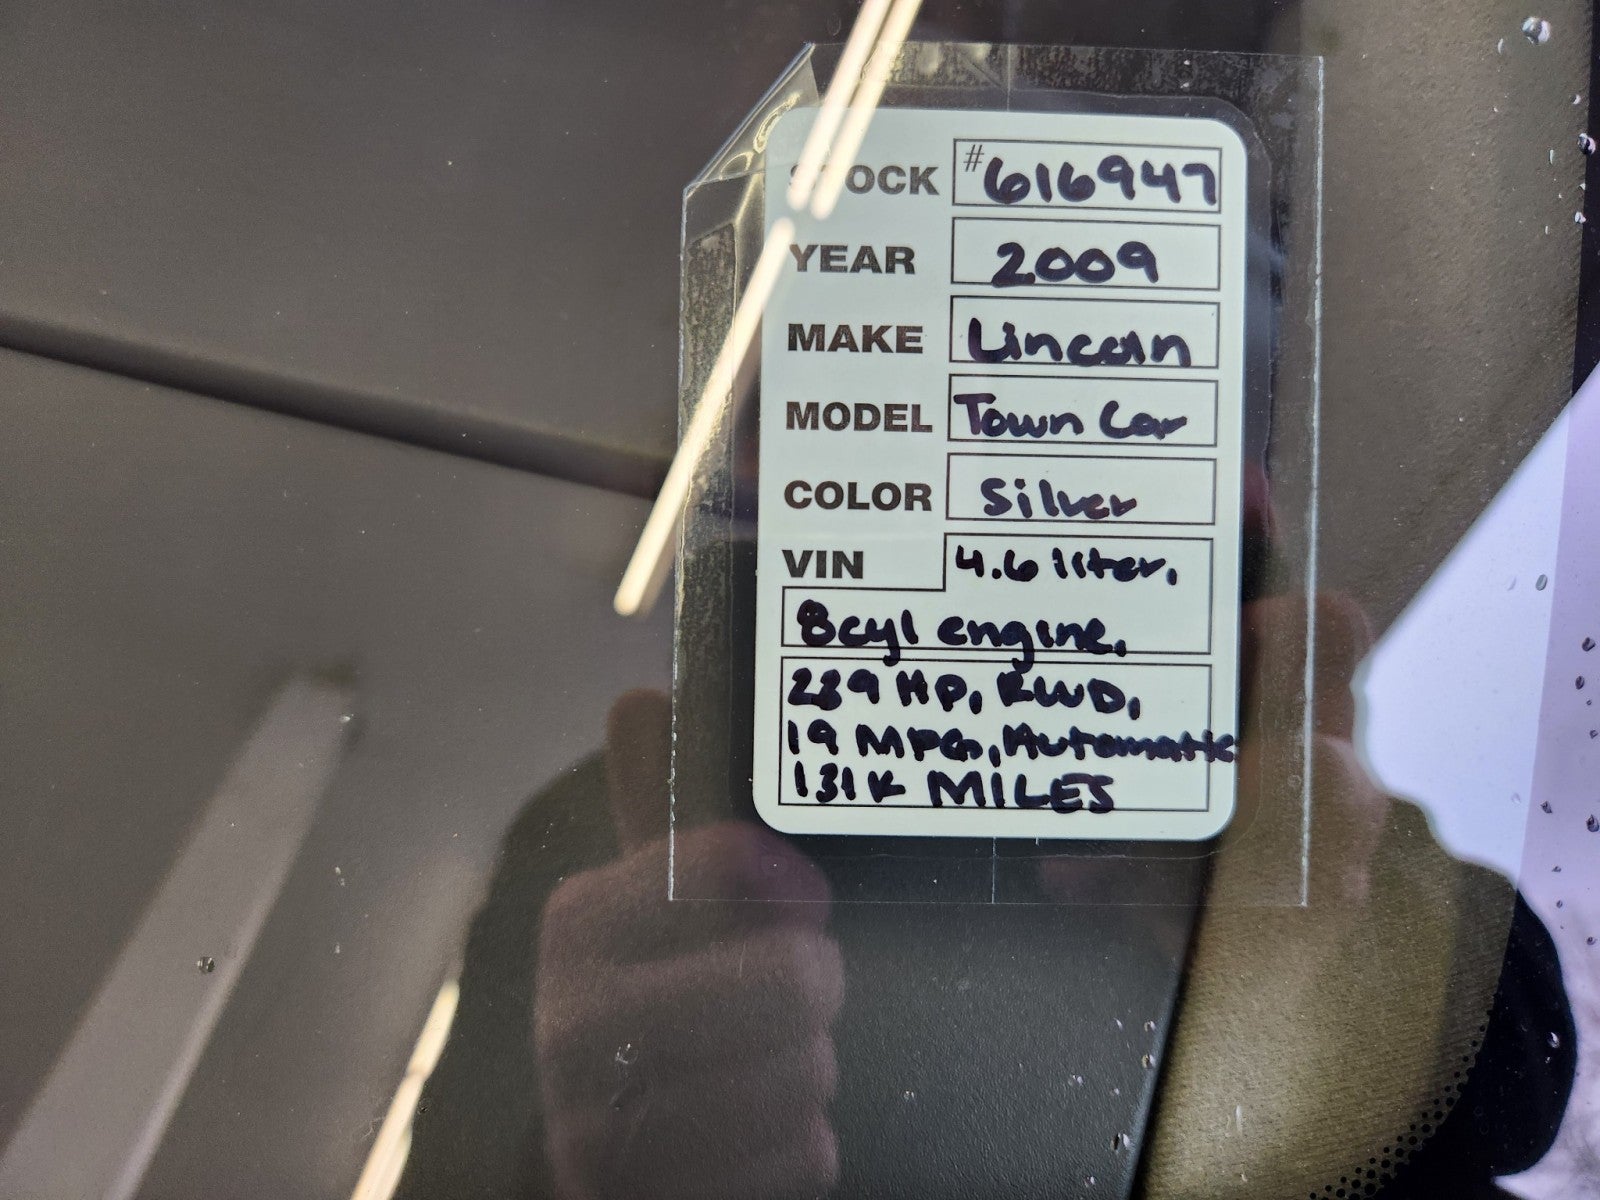 STOCK #616947
YEAR 2009
MAKE Lincoln
MODEL Town Car
COLOR Silver
VIN 4.6 liter,
8cyl engine,
239 HP, RWD,
19 MPG, Automatic
131K MILES